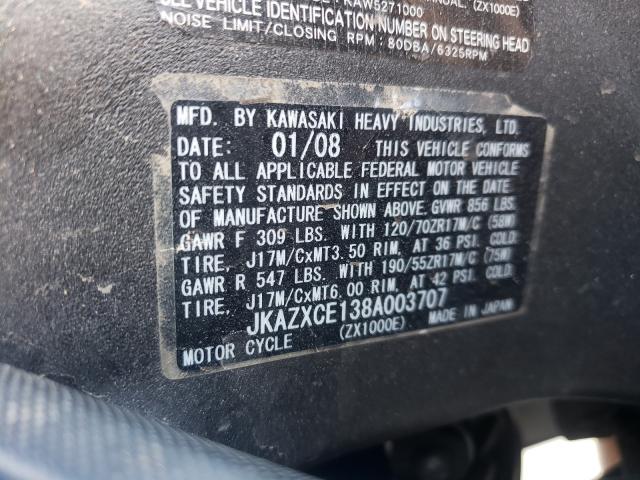 KAW5271000
MANUAL. (ZX1000E)
SEE VEHICLE IDENTIFICATION NUMBER ON STEERING HEAD
NOISE LIMIT/CLOSING RPM : 80DBA/6325RPM
MFD. BY KAWASAKI HEAVY INDUSTRIES, LTD.
DATE: 01/08 THIS VEHICLE CONFORMS
TO ALL APPLICABLE FEDERAL MOTOR VEHICLE
SAFETY STANDARDS IN EFFECT ON THE DATE
OF MANUFACTURE SHOWN ABOVE. GVWR 856 LBS.
GAWR F 309 LBS. WITH 120/70ZR17M/C (58W)
TIRE, J17M/CxMT3.50 RIM, AT 36 PSI COLD.
GAWR R 547 LBS. WITH 190/55ZR17M/C (75W)
TIRE, J17M/CxMT6.00 RIM, AT 42 PSI COLD.
JKAZXCE138A003707
MOTOR CYCLE (ZX1000E) MADE IN JAPAN